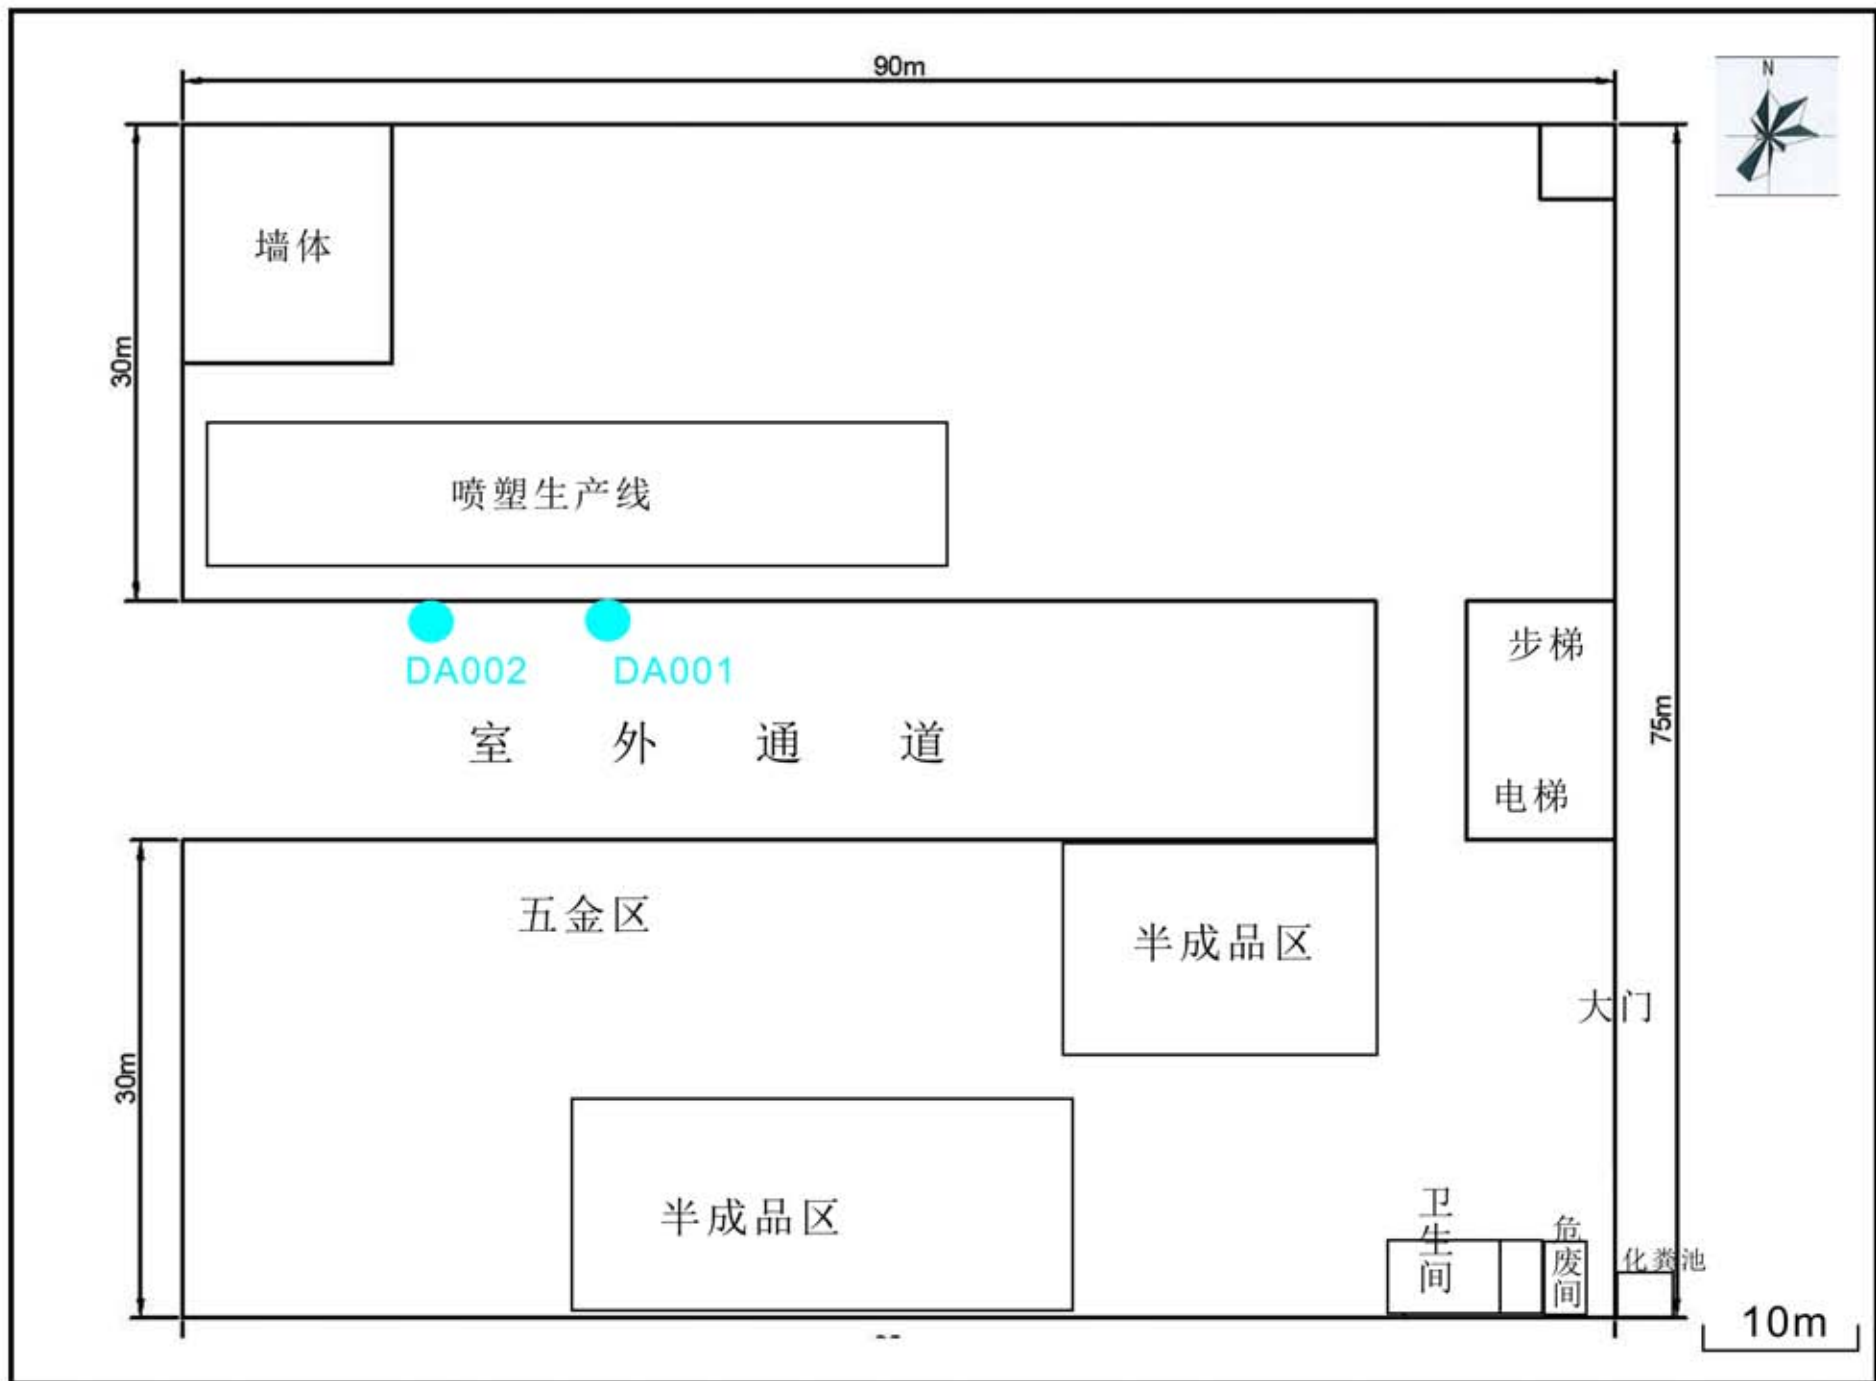 90m
N
墙体
30m
喷塑生产线
DA002
DA001
步梯
75m
室外通道
电梯
五金区
半成品区
大门
30m
半成品区
卫生间
危废间
化粪池
10m